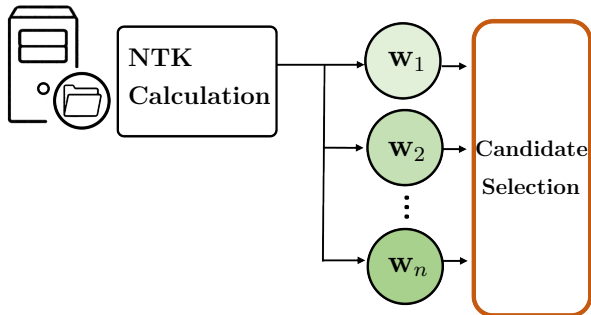 NTK
Calculation
w₁
w₂
⋮
wₙ
Candidate
Selection